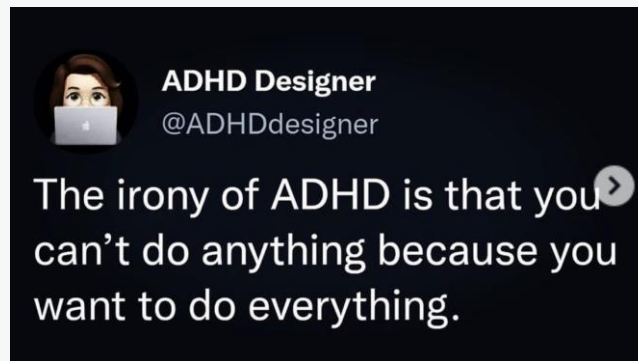 ADHD Designer
@ADHDdesigner
The irony of ADHD is that you
can’t do anything because you
want to do everything.